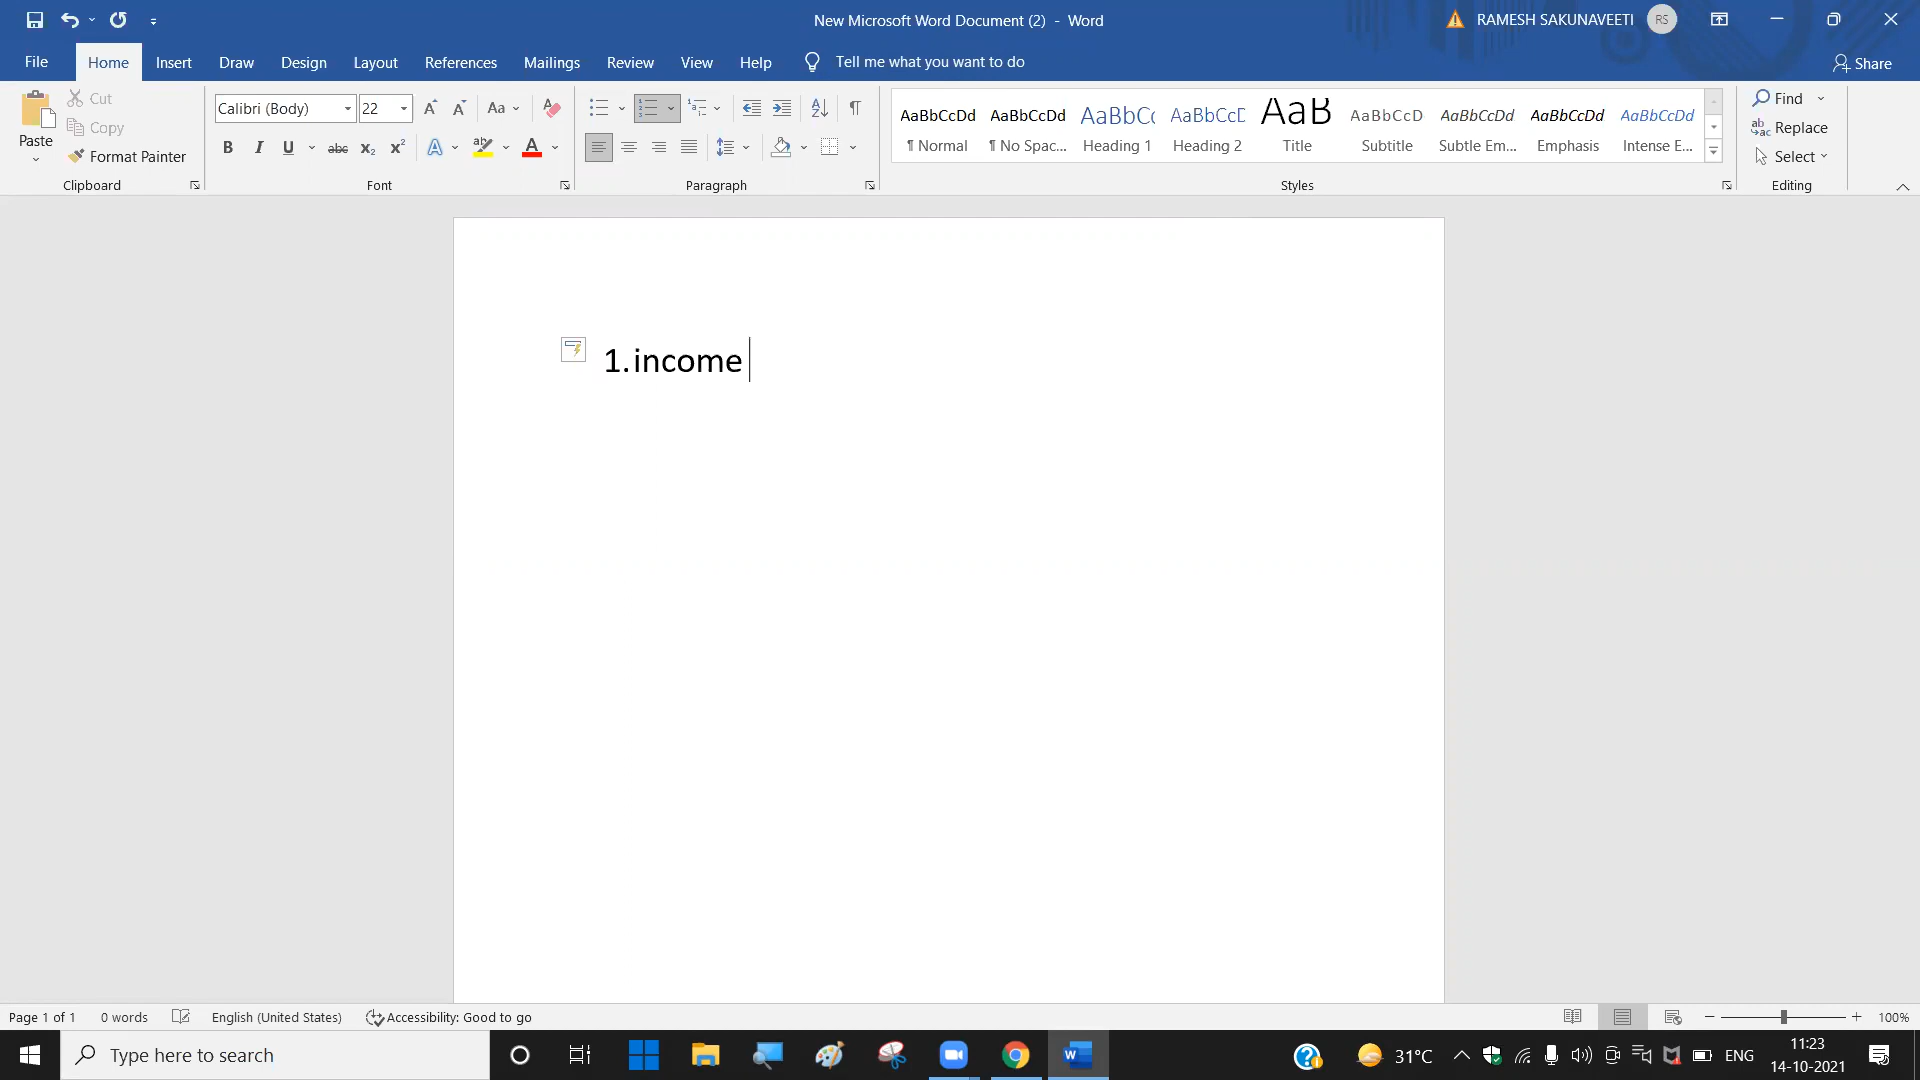 New Microsoft Word Document (2) - Word
RAMESH SAKUNAVEETI RS
File Home Insert Draw Design Layout References Mailings Review View Help Tell me what you want to do Share
Paste
Cut
Copy
Format Painter
Clipboard
Calibri (Body) 22
Font
Paragraph
AaBbCcDd AaBbCcDd AaBbCc AaBbCcD AaB AaBbCcD AaBbCcDd AaBbCcDd AaBbCcDd
¶ Normal ¶ No Spac... Heading 1 Heading 2 Title Subtitle Subtle Em... Emphasis Intense E...
Styles
Find
Replace
Select
Editing
1. income
Page 1 of 1 0 words English (United States) Accessibility: Good to go 100%
Type here to search
31°C ENG
11:23
14-10-2021